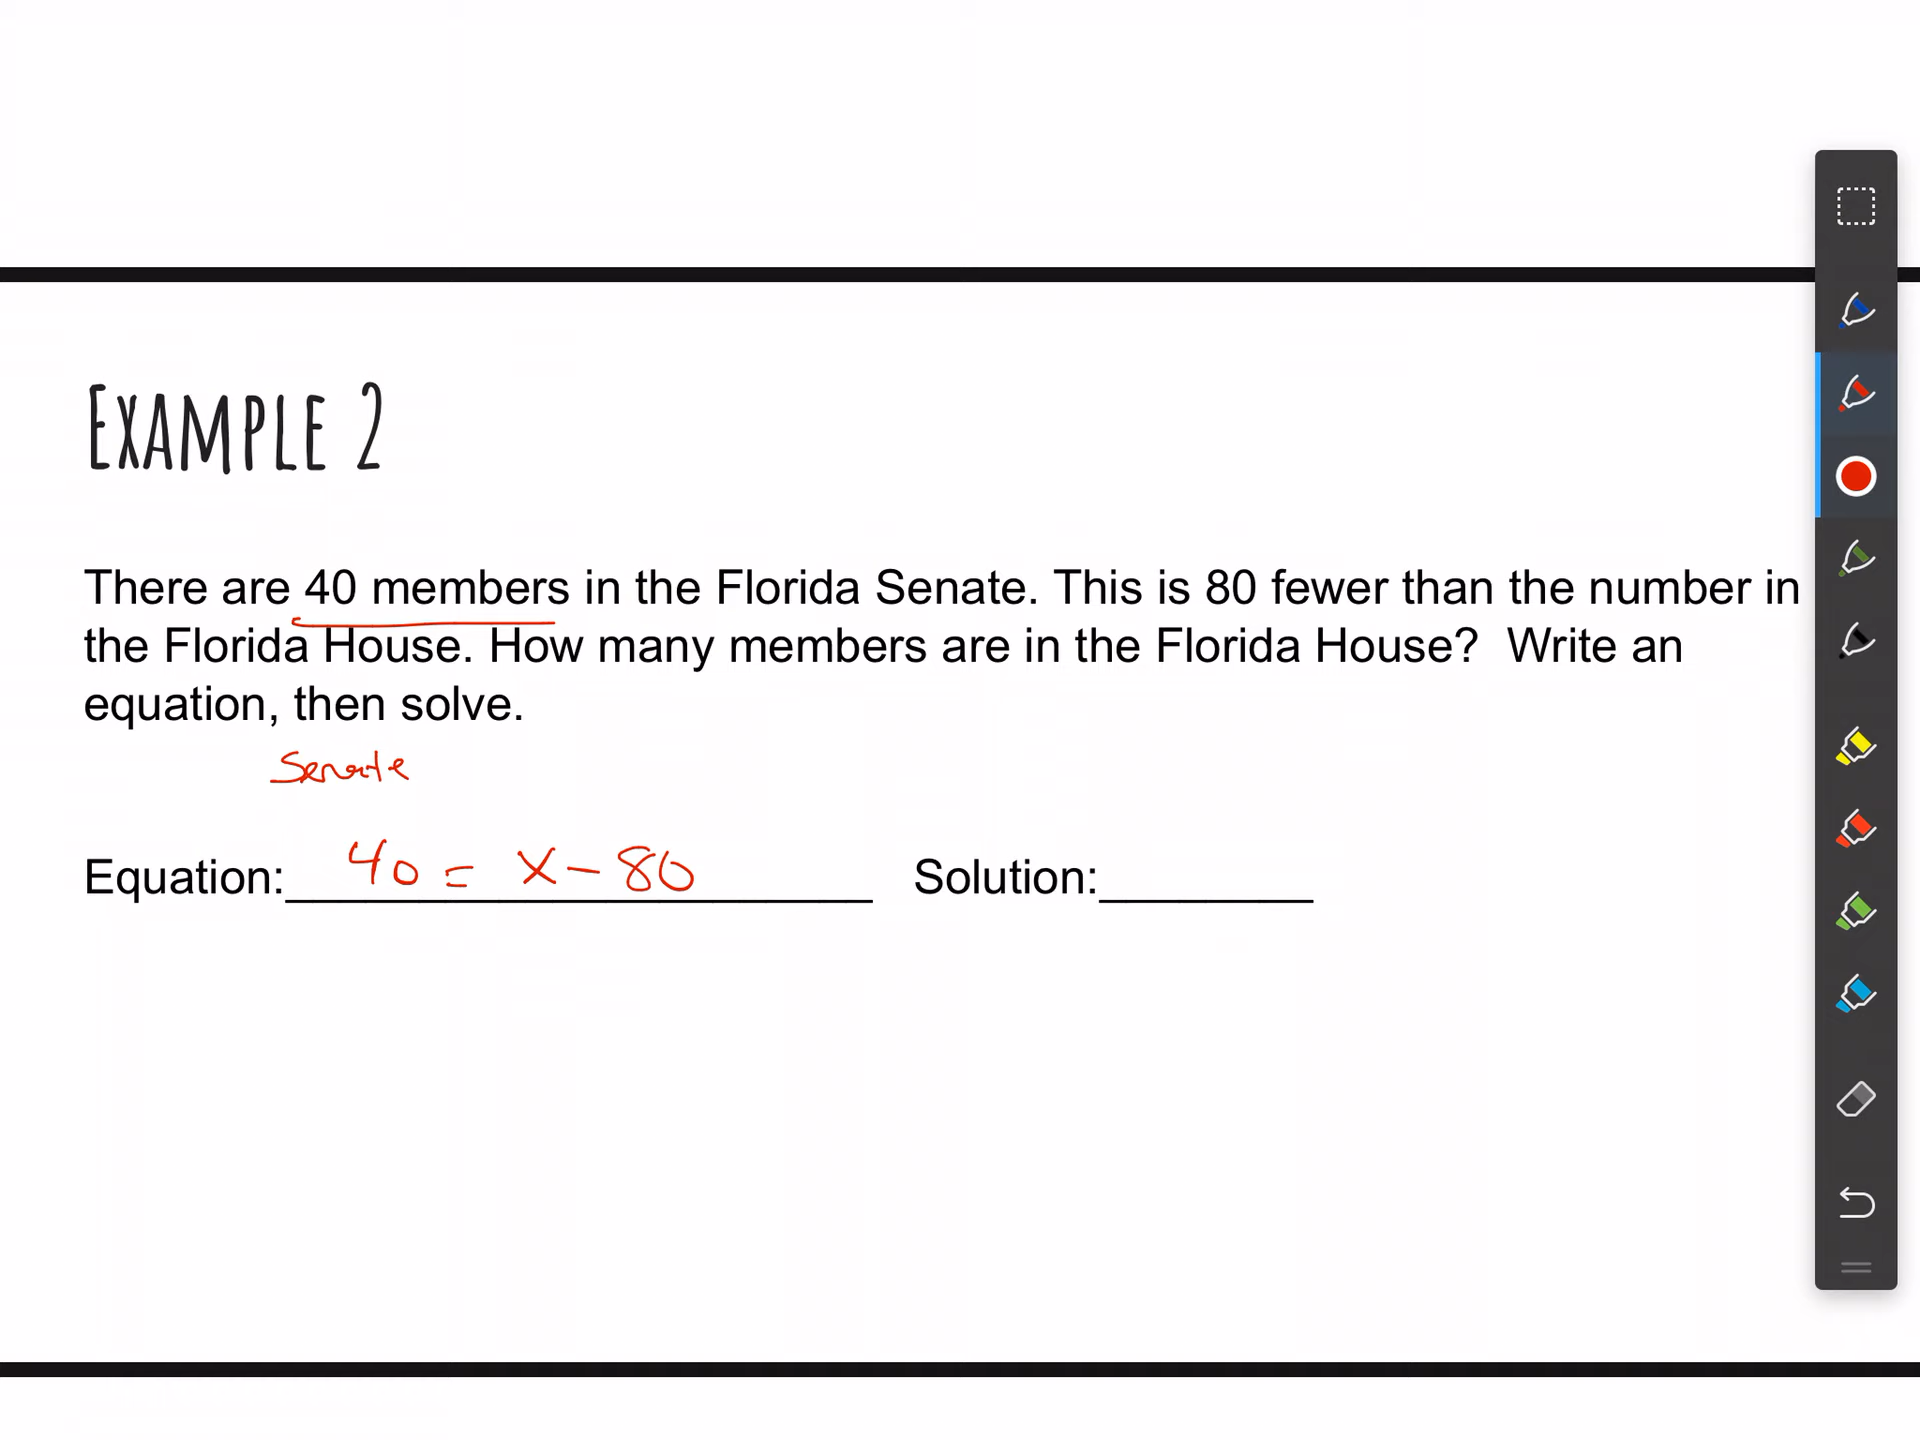 Example 2
There are 40 members in the Florida Senate. This is 80 fewer than the number in
the Florida House. How many members are in the Florida House?  Write an
equation, then solve.
Senate
Equation: 40 = x - 80 Solution: